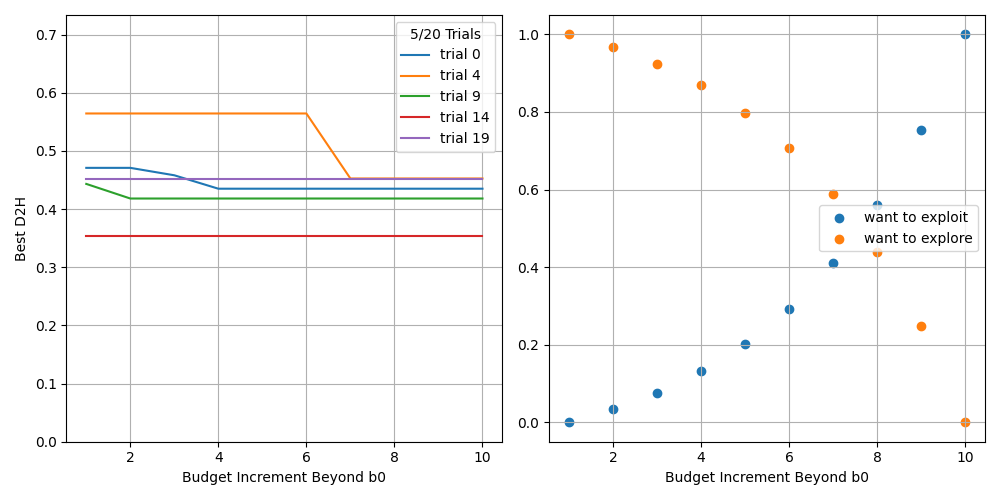 0.7
0.6
0.5
0.4
0.3
0.2
0.1
0.0
Best D2H
2 4 6 8 10
Budget Increment Beyond b0
5/20 Trials
trial 0
trial 4
trial 9
trial 14
trial 19
1.0
0.8
0.6
0.4
0.2
0.0
2 4 6 8 10
Budget Increment Beyond b0
want to exploit
want to explore